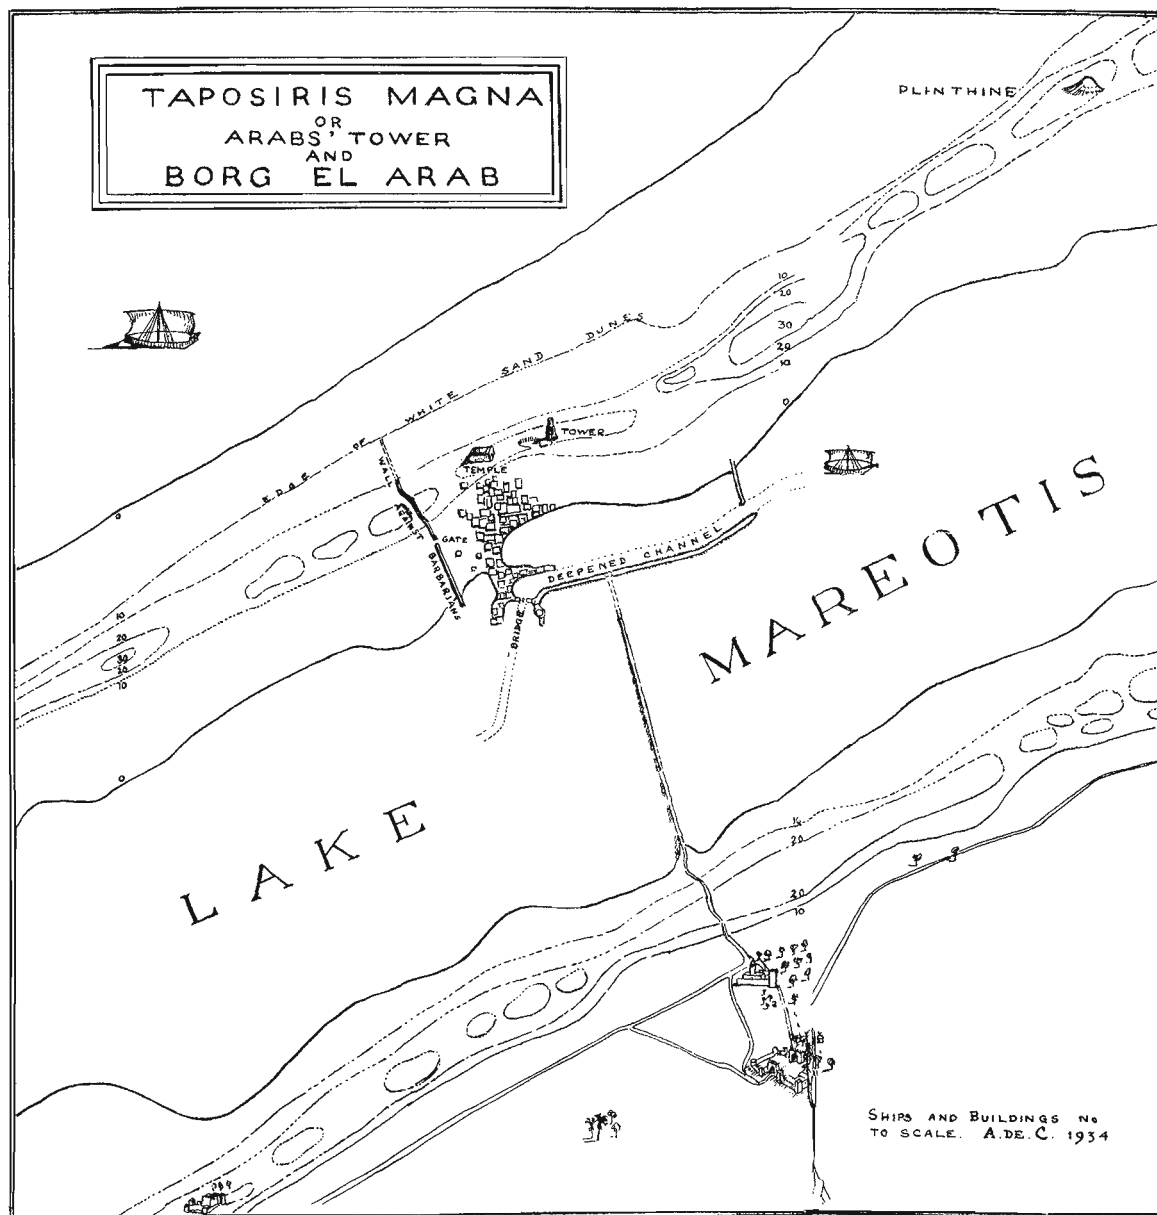 TAPOSIRIS MAGNA
OR
ARABS' TOWER
AND
BORG EL ARAB
PLINTHINE
10
20
30
20
10
0
EDGE OF WHITE SAND DUNES
TOWER
TEMPLE
WALL AGAINST BARBARIANS
GATE
0
DEEPENED CHANNEL
BRIDGE
LAKE MAREOTIS
10
20
30
20
10
0
10
20
20
10
SHIPS AND BUILDINGS NO
TO SCALE. A.DE.C. 1934